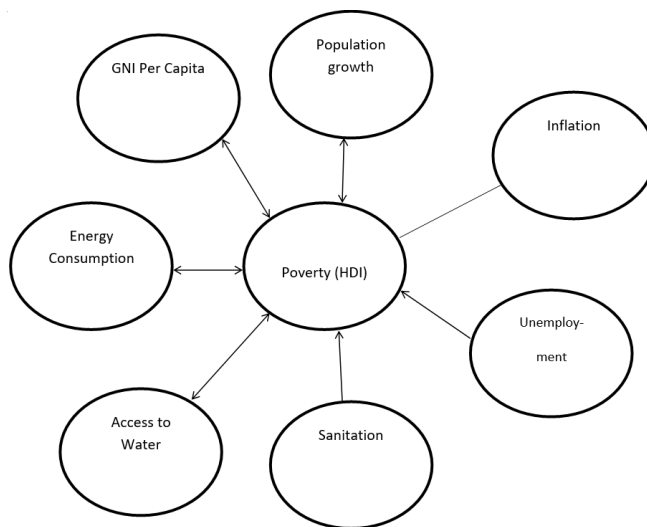 GNI Per Capita
Population
growth
Inflation
Energy
Consumption
Poverty (HDI)
Unemploy-
ment
Access to
Water
Sanitation